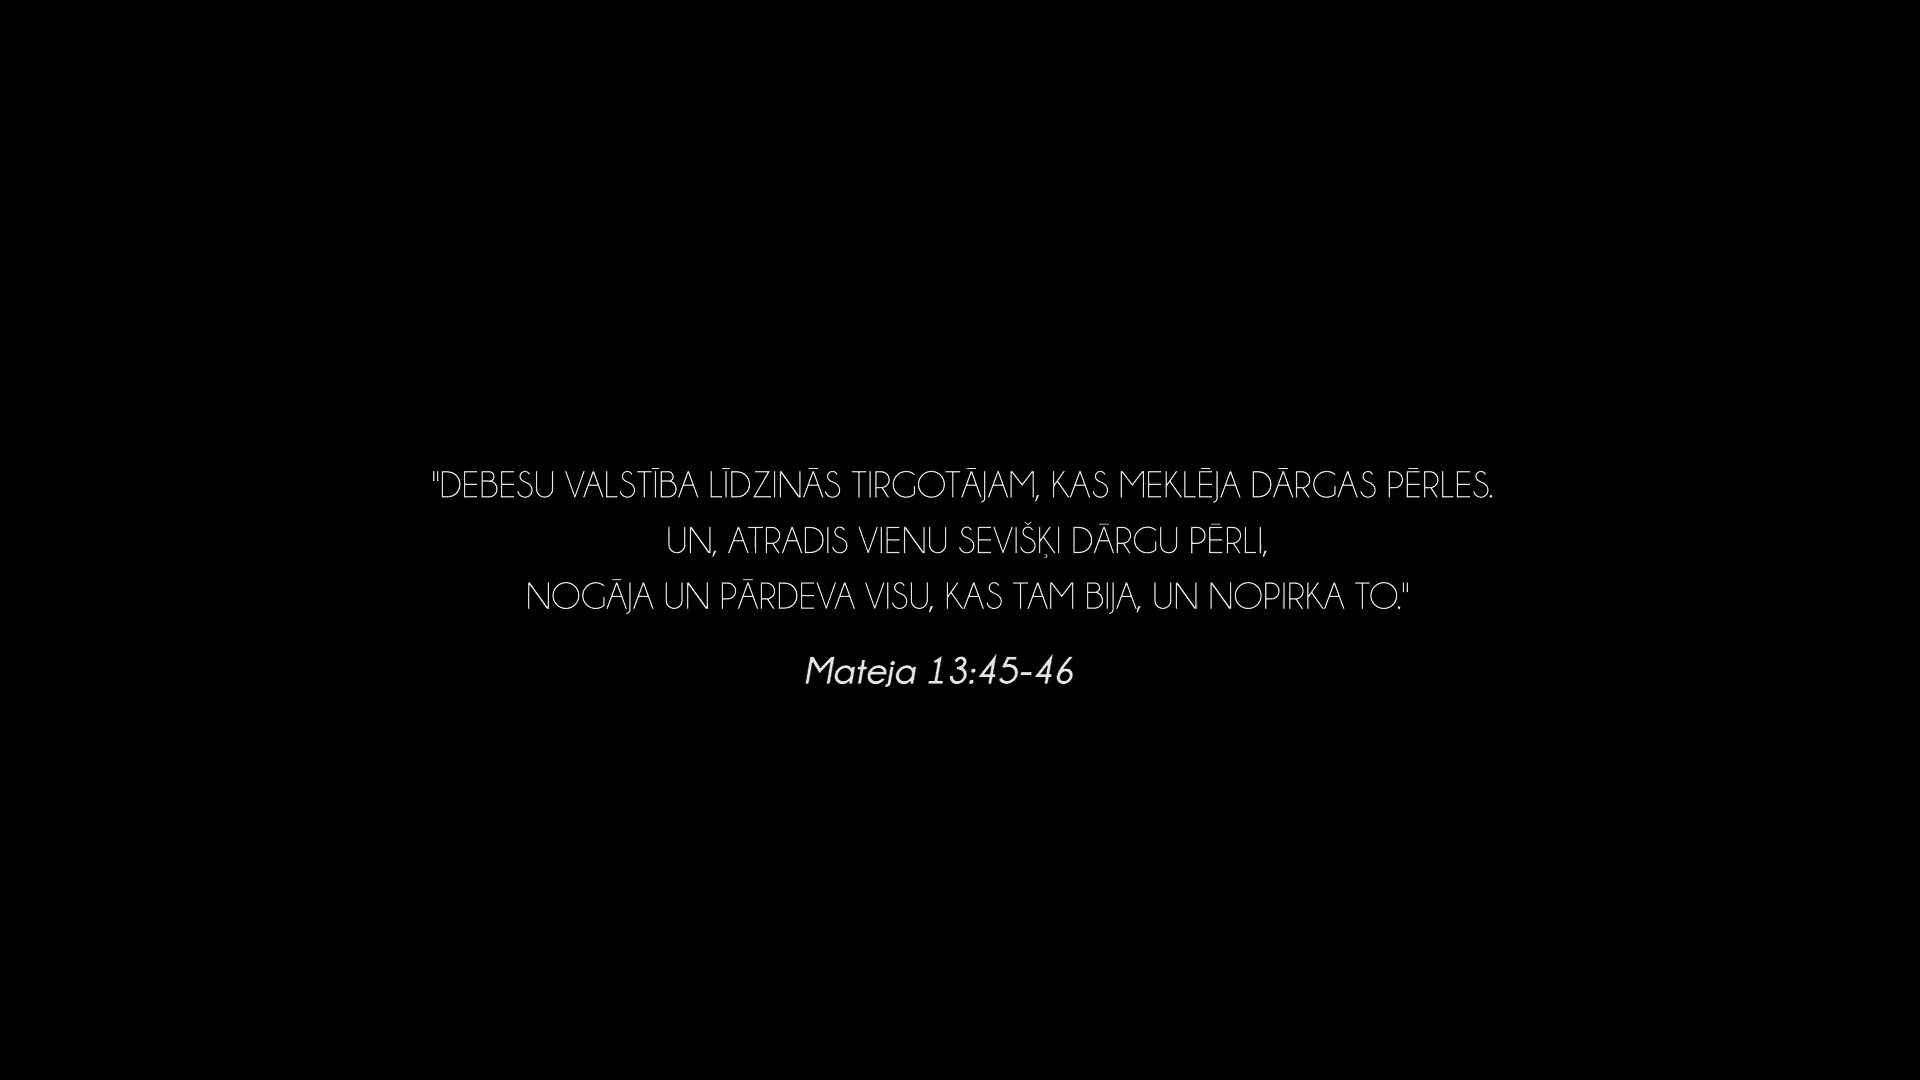 "DEBESU VALSTĪBA LĪDZINĀS TIRGOTĀJAM, KAS MEKLĒJA DĀRGAS PĒRLES.
UN, ATRADIS VIENU SEVIŠĶI DĀRGU PĒRLI,
NOGĀJA UN PĀRDEVA VISU, KAS TAM BIJA, UN NOPIRKA TO."
Mateja 13:45-46